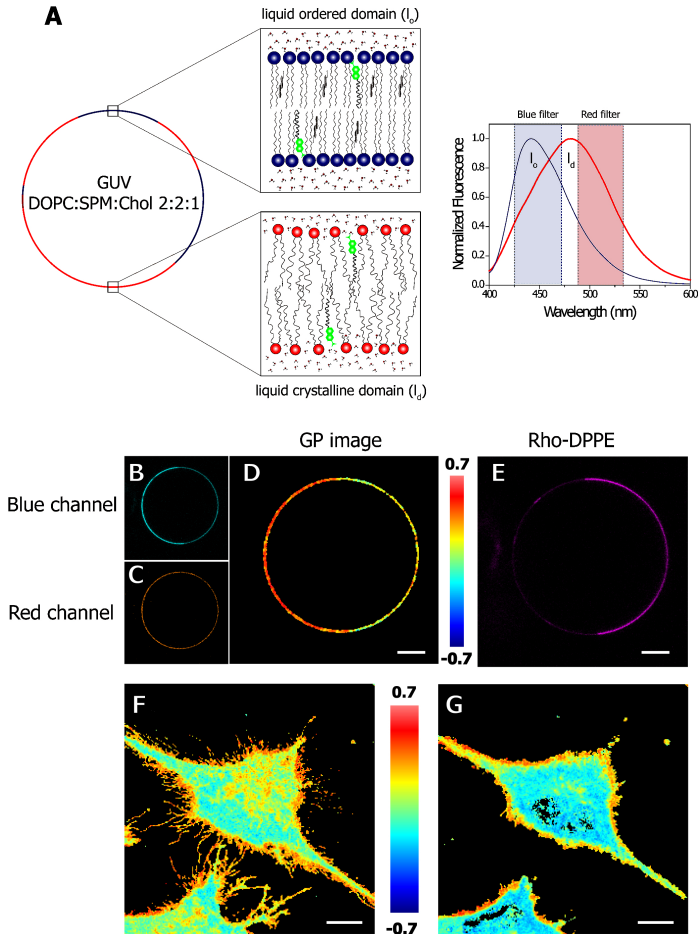 A
liquid ordered domain (lo)
GUV
DOPC:SPM:Chol 2:2:1
liquid crystalline domain (ld)
Blue filter
Red filter
lo
ld
Normalized Fluorescence
1.0
0.8
0.6
0.4
0.2
0.0
400
450
500
550
600
Wavelength (nm)
GP image
Rho-DPPE
Blue channel
Red channel
B
C
D
0.7
-0.7
E
F
0.7
-0.7
G